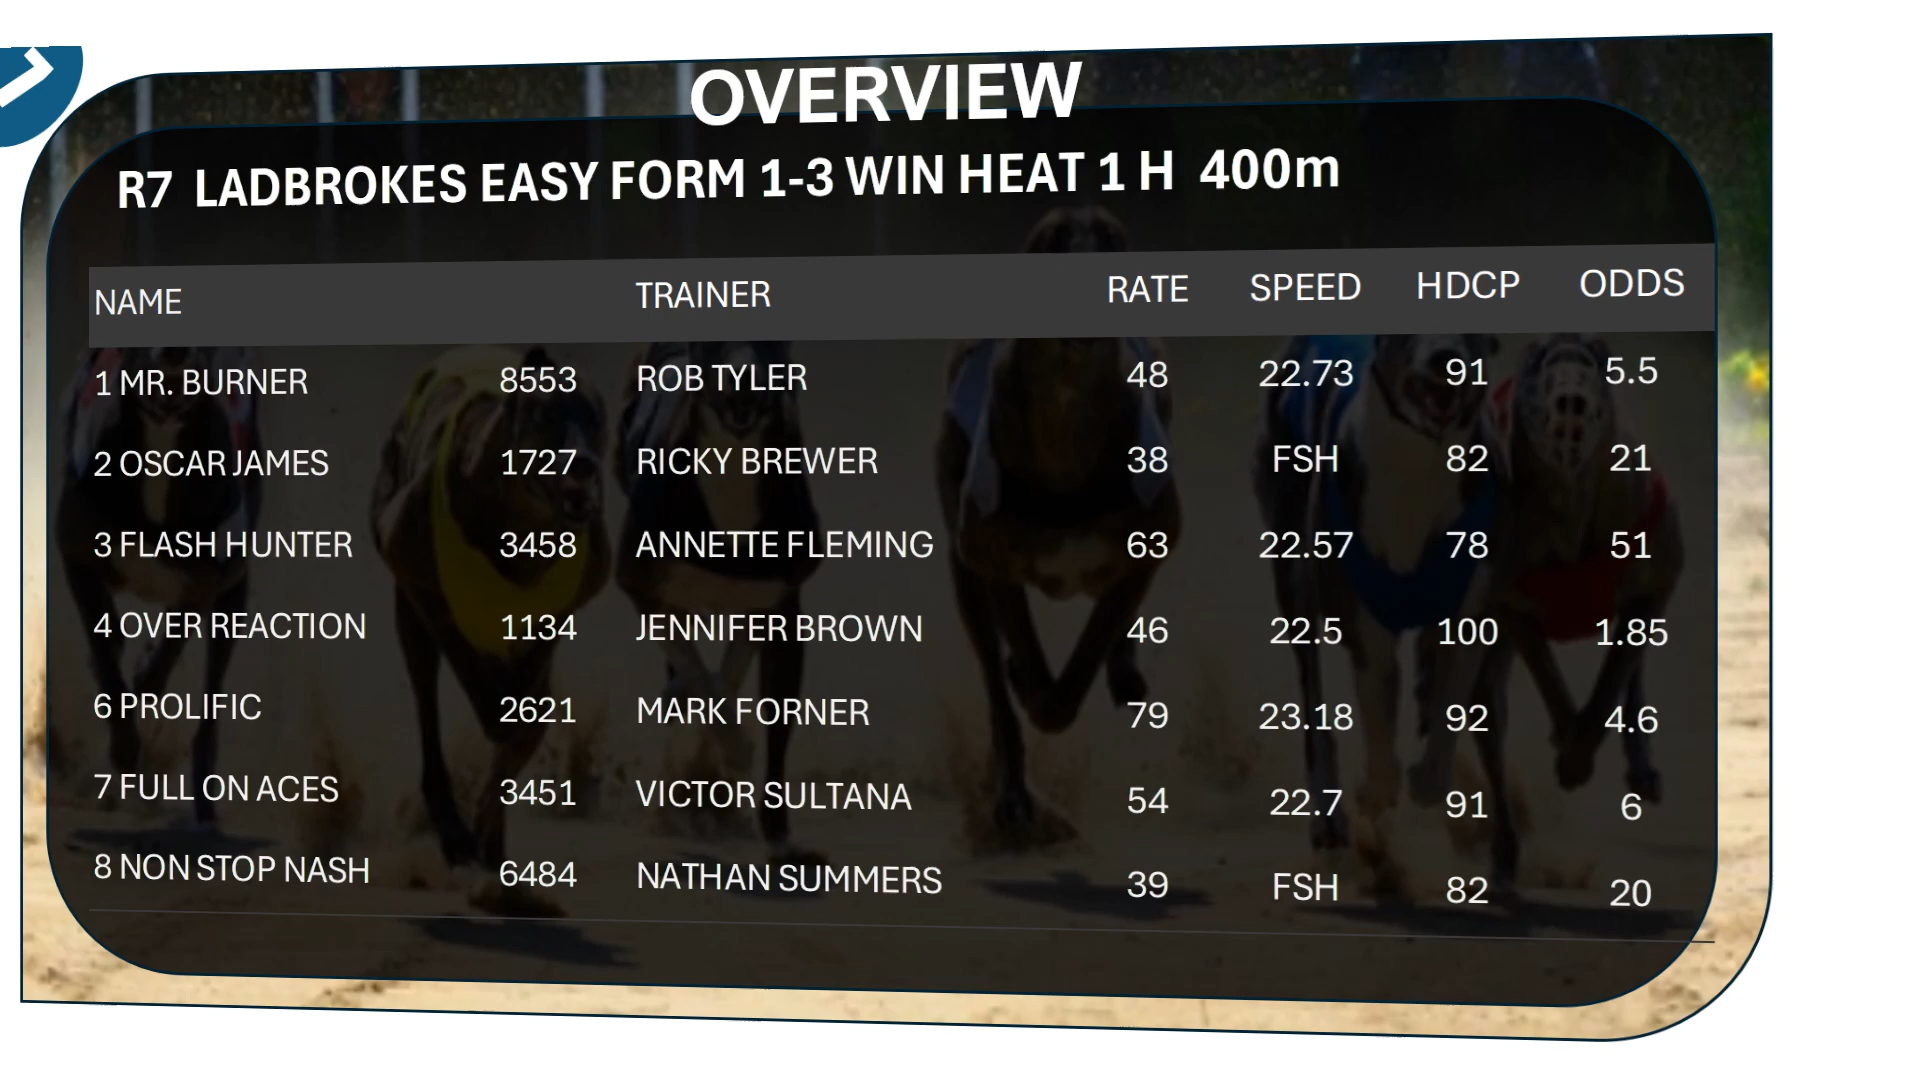 OVERVIEW
R7 LADBROKES EASY FORM 1-3 WIN HEAT 1 H 400m
NAME TRAINER RATE SPEED HDCP ODDS
1 MR. BURNER 8553 ROB TYLER 48 22.73 91 5.5
2 OSCAR JAMES 1727 RICKY BREWER 38 FSH 82 21
3 FLASH HUNTER 3458 ANNETTE FLEMING 63 22.57 78 51
4 OVER REACTION 1134 JENNIFER BROWN 46 22.5 100 1.85
6 PROLIFIC 2621 MARK FORNER 79 23.18 92 4.6
7 FULL ON ACES 3451 VICTOR SULTANA 54 22.7 91 6
8 NON STOP NASH 6484 NATHAN SUMMERS 39 FSH 82 20